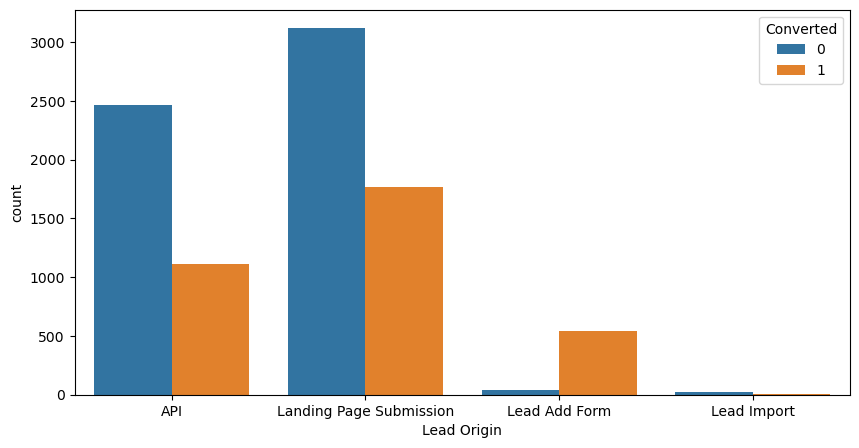 Converted
0
1
3000
2500
2000
1500
1000
500
0
count
API
Landing Page Submission
Lead Add Form
Lead Import
Lead Origin